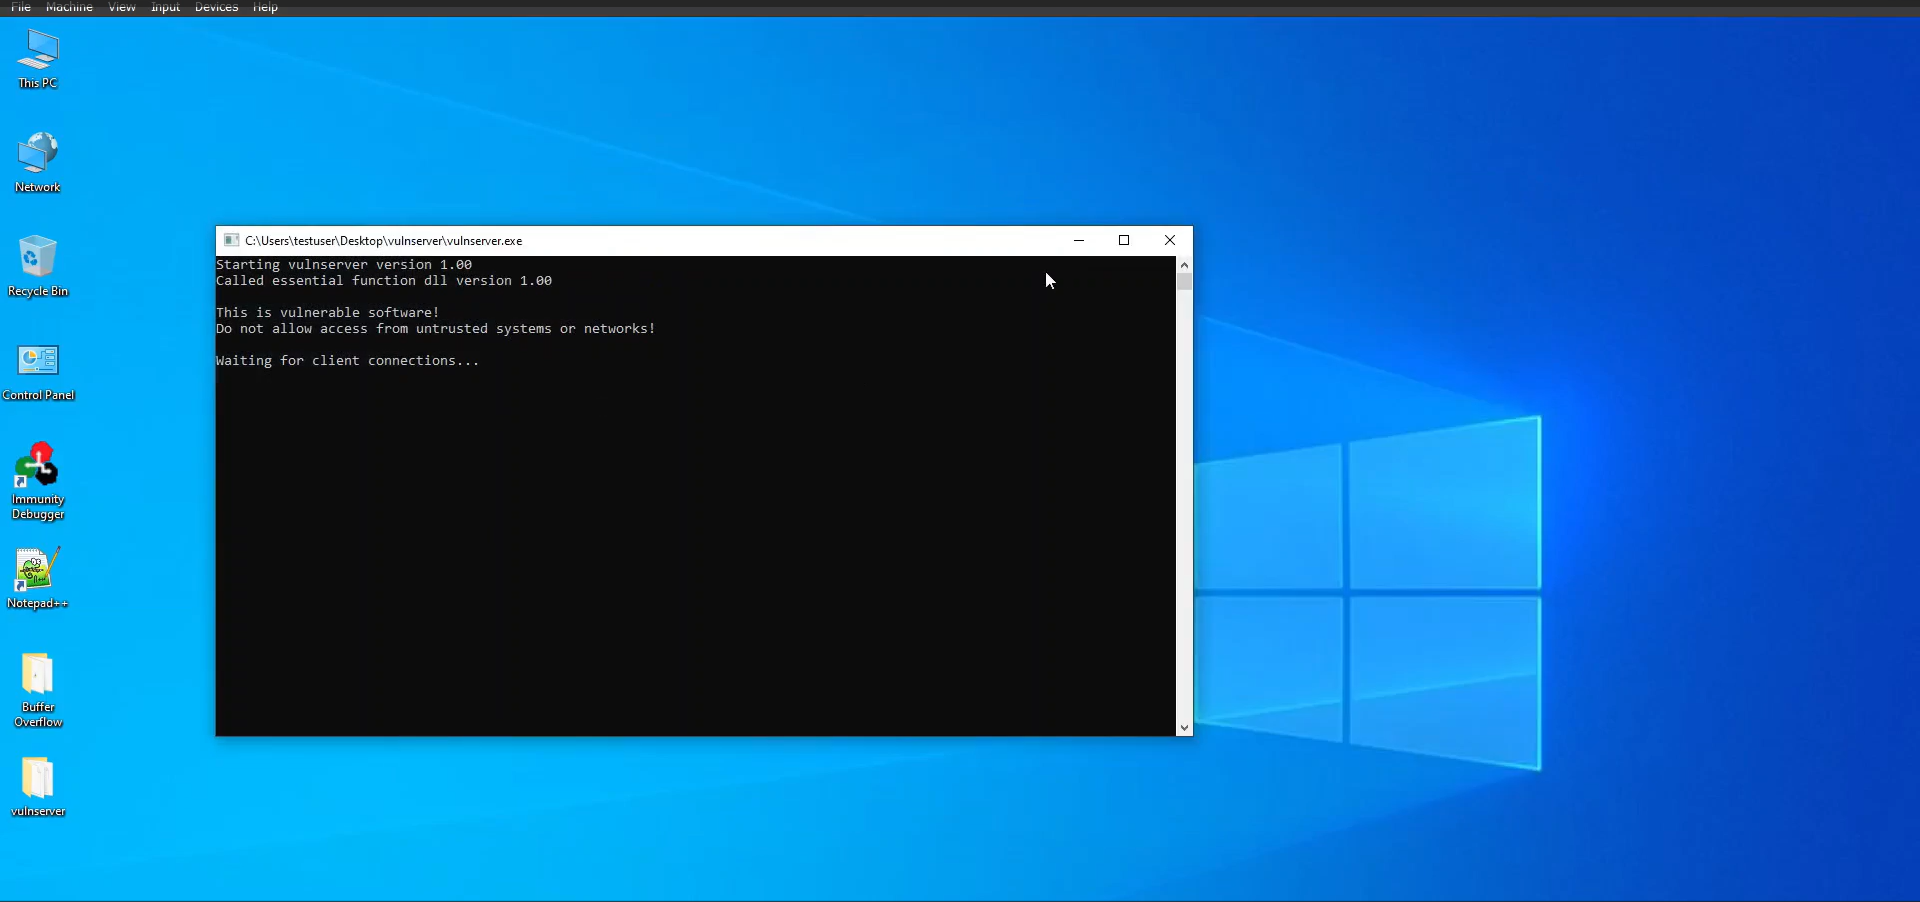 File Machine View Input Devices Help
This PC
Network
Recycle Bin
Control Panel
Immunity
Debugger
Notepad++
Buffer
Overflow
vulnserver
C:\Users\testuser\Desktop\vulnserver\vulnserver.exe
Starting vulnserver version 1.00
Called essential function dll version 1.00
This is vulnerable software!
Do not allow access from untrusted systems or networks!
Waiting for client connections...